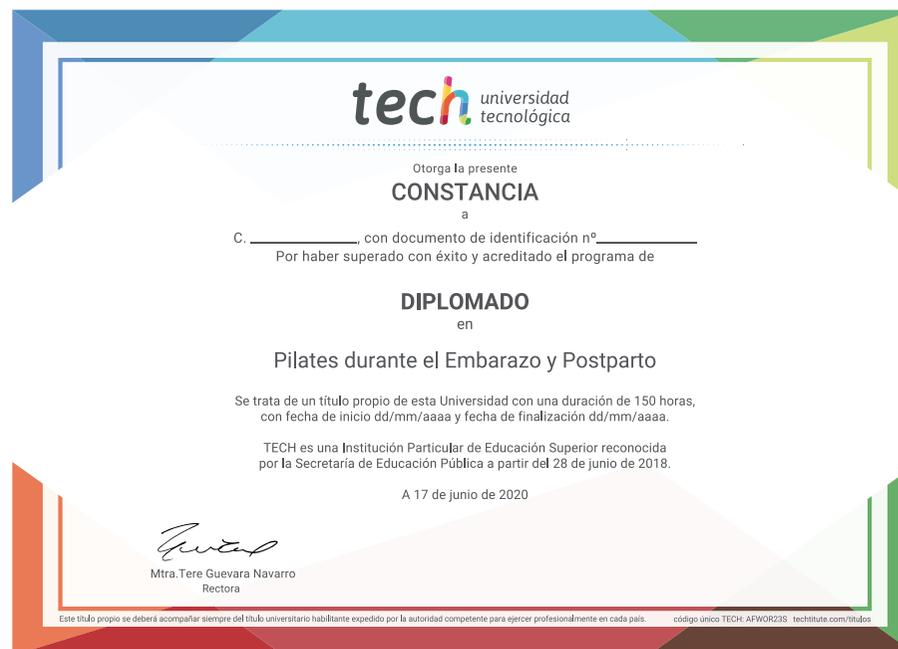 tech universidad
tecnológica
Otorga la presente
CONSTANCIA
a
C. ____________, con documento de identificación nº____________
Por haber superado con éxito y acreditado el programa de
DIPLOMADO
en
Pilates durante el Embarazo y Postparto
Se trata de un título propio de esta Universidad con una duración de 150 horas,
con fecha de inicio dd/mm/aaaa y fecha de finalización dd/mm/aaaa.
TECH es una Institución Particular de Educación Superior reconocida
por la Secretaría de Educación Pública a partir del 28 de junio de 2018.
A 17 de junio de 2020
Mtra.Tere Guevara Navarro
Rectora
Este título propio se deberá acompañar siempre del título universitario habilitante expedido por la autoridad competente para ejercer profesionalmente en cada país. código único TECH: AFWOR23S techtitute.com/titulos